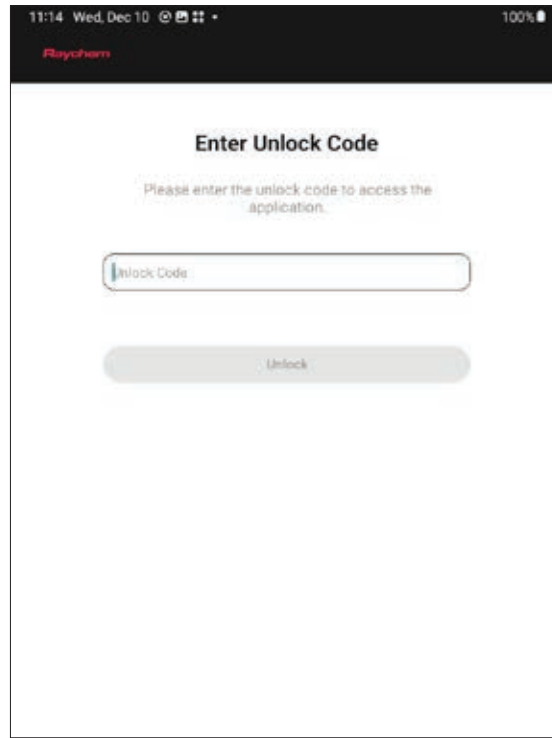 11:14 Wed, Dec 10
100%
Raychem
Enter Unlock Code
Please enter the unlock code to access the
application.
Unlock Code
Unlock